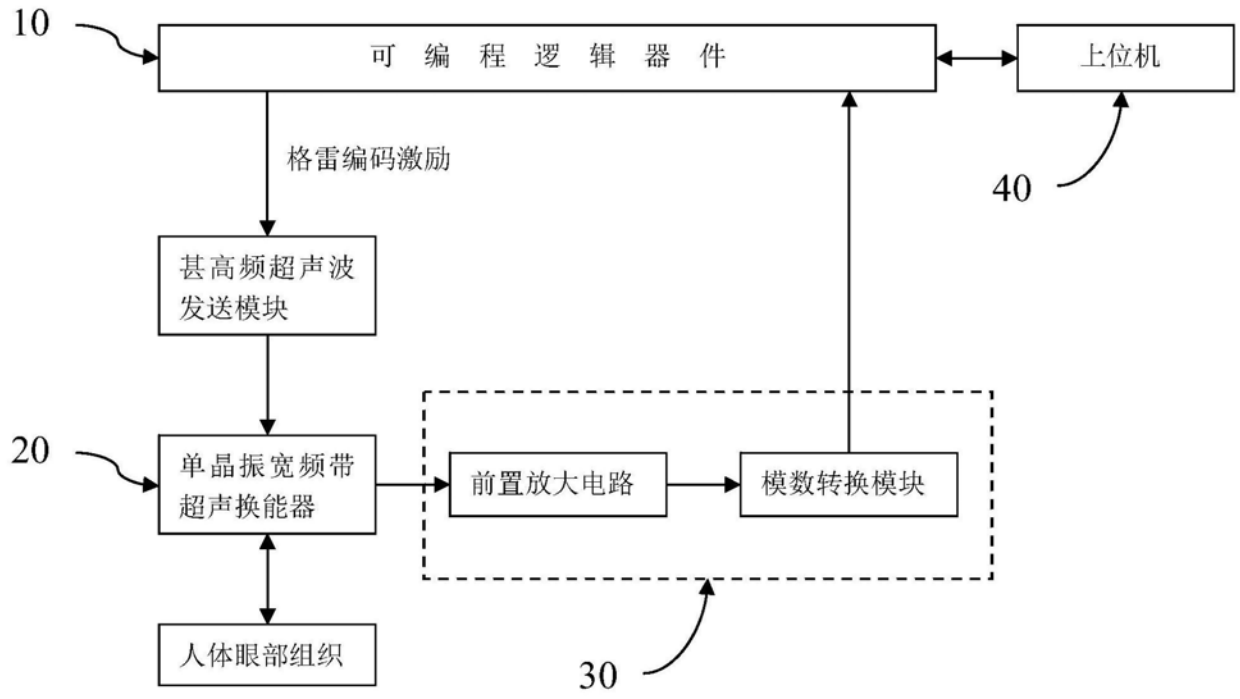 10
可编程逻辑器件
上位机
格雷编码激励
40
甚高频超声波
发送模块
20
单晶振宽频带
超声换能器
前置放大电路
模数转换模块
人体眼部组织
30